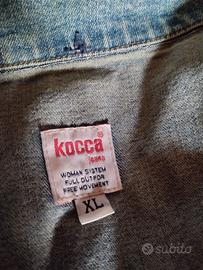 kocca
jeans
WOMAN SYSTEM
FULL OUT FOR
FREE MOVEMENT
XL
subito